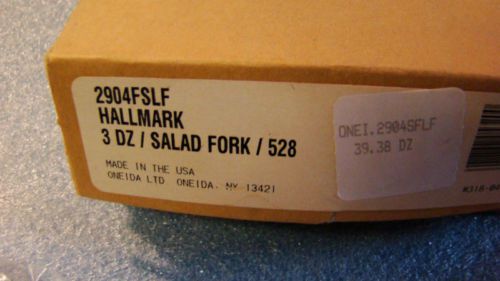 2904FSLF
HALLMARK
3 DZ / SALAD FORK / 528
MADE IN THE USA
ONEIDA LTD ONEIDA, NY 13421
ONEI.2904SFLF
39.38 DZ